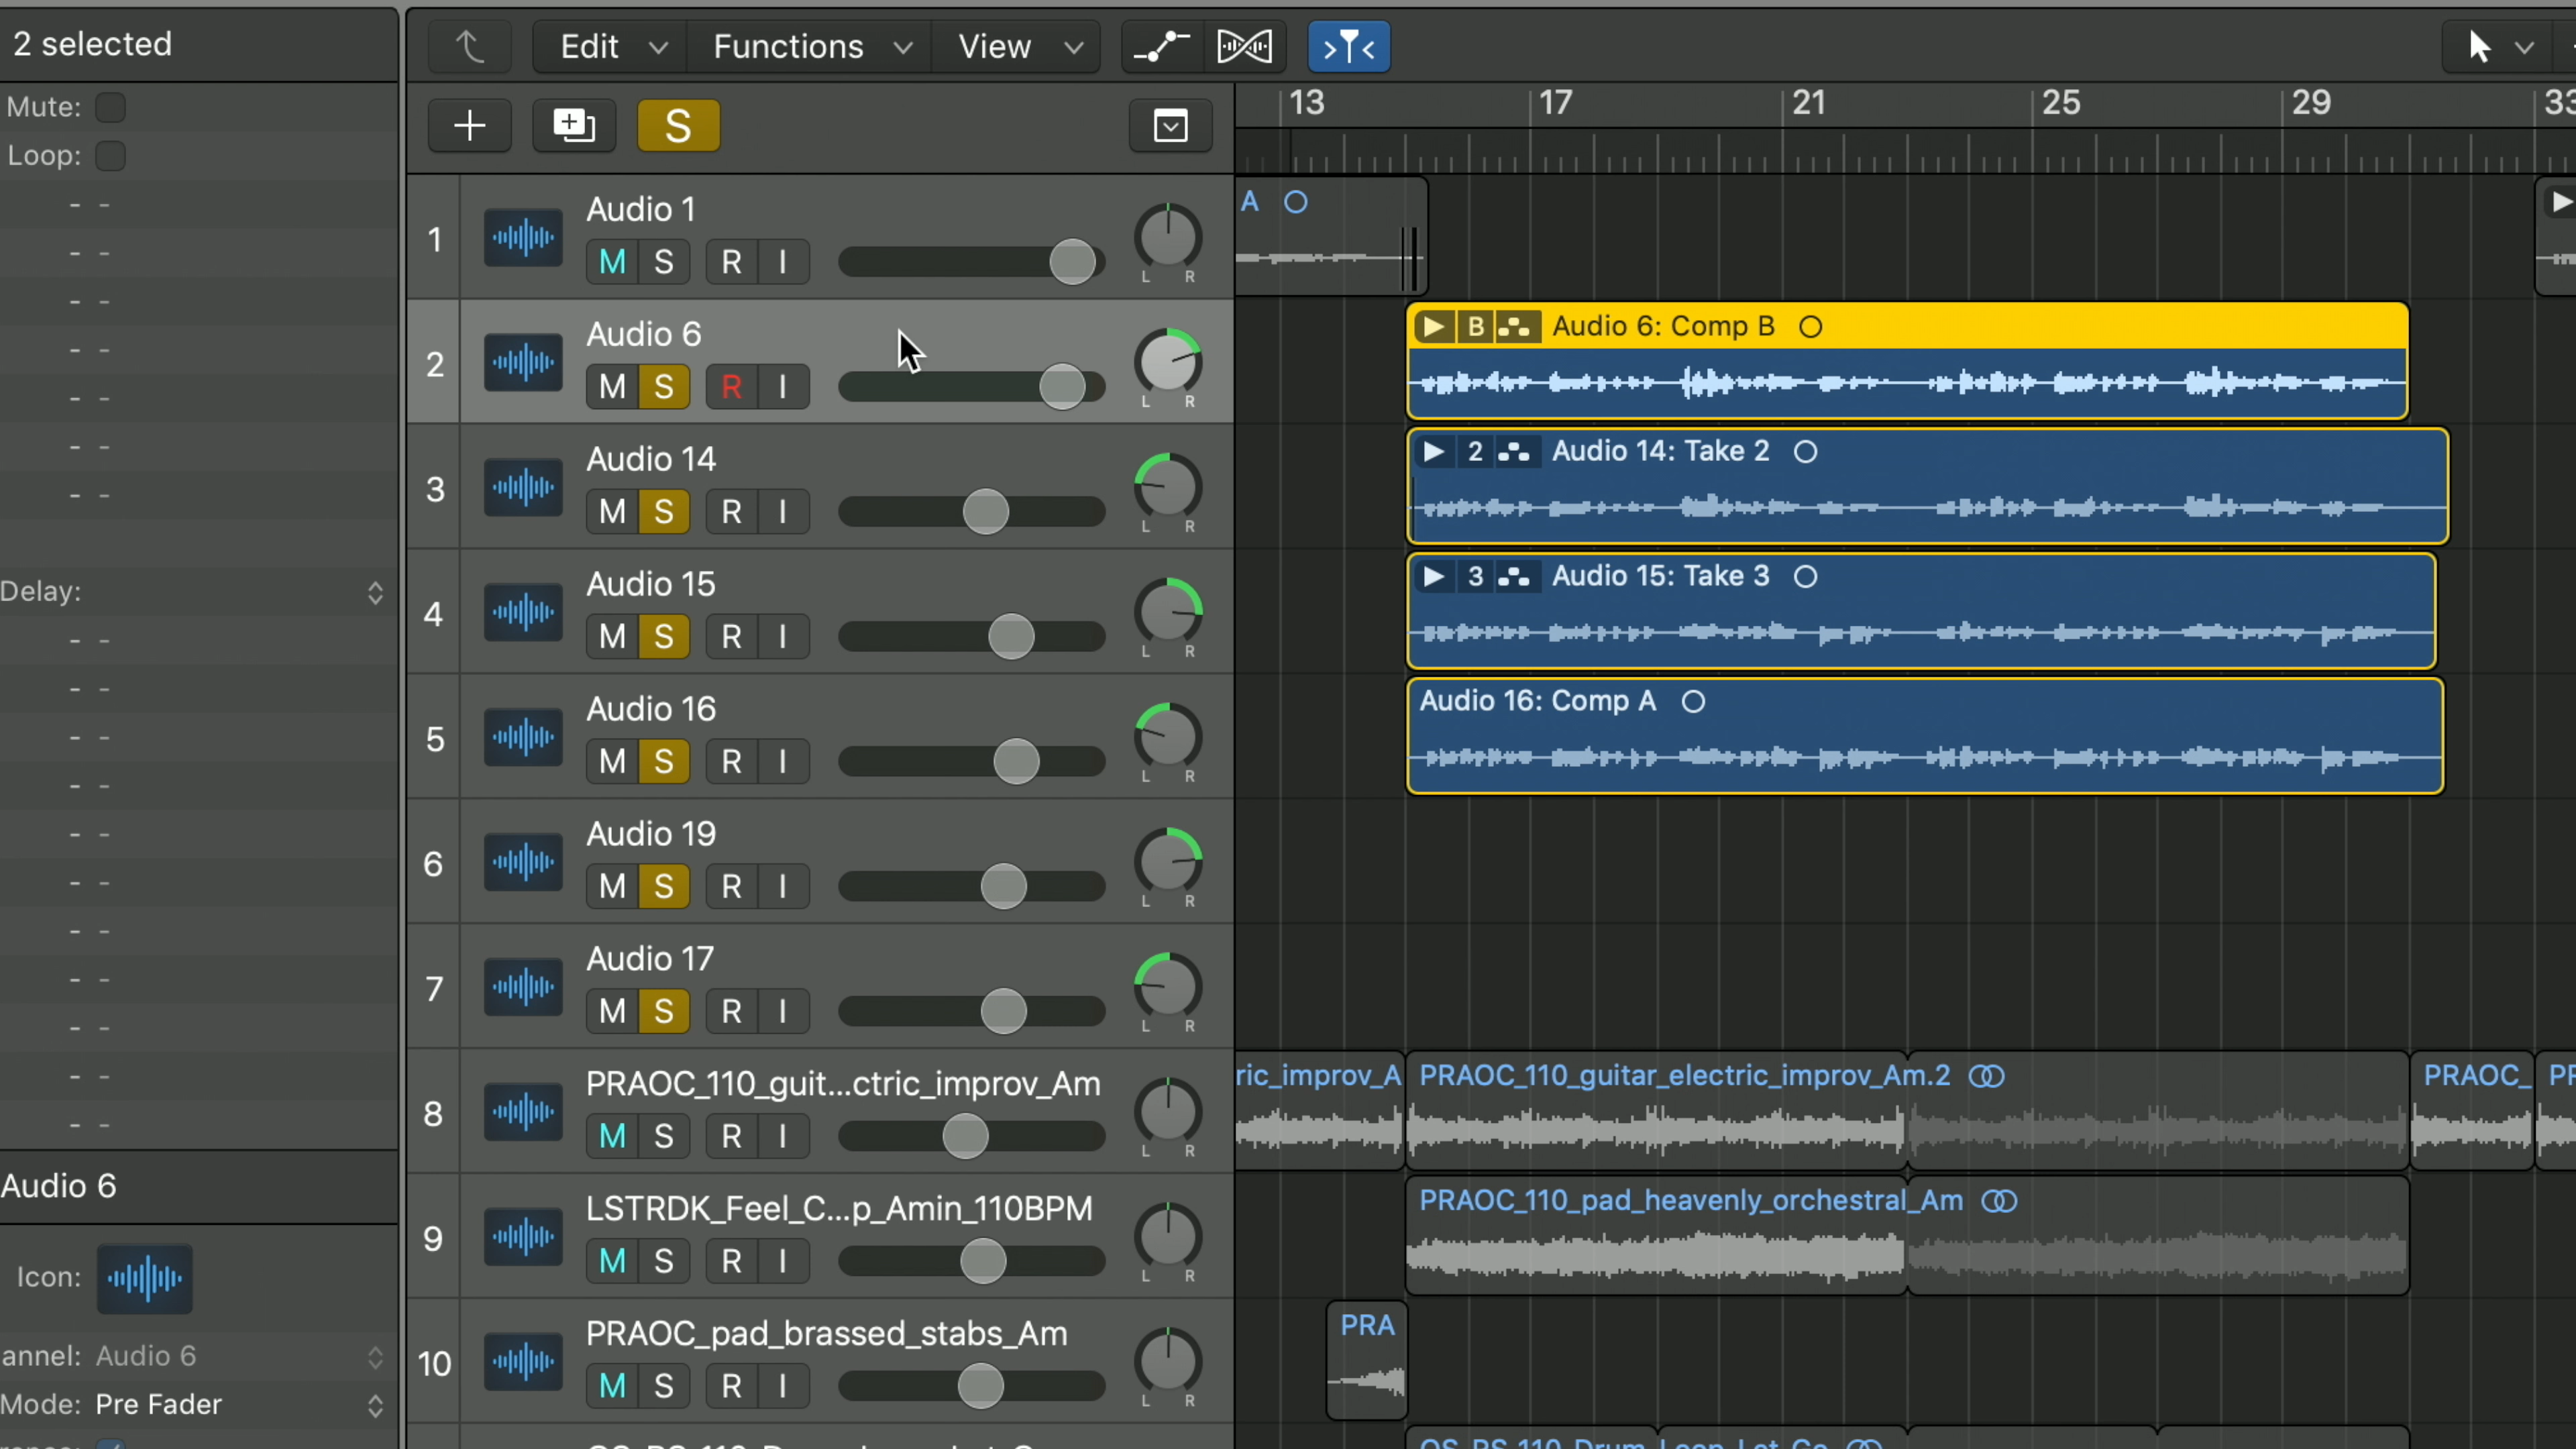 2 selected
Edit
Functions
View
Mute:
Loop:
S
13
17
21
25
29
33
- -
- -
- -
- -
- -
- -
- -
Delay:
- -
- -
- -
- -
- -
- -
- -
- -
- -
- -
- -
1
Audio 1
M S R I
L R
A
2
Audio 6
M S R I
L R
B
Audio 6: Comp B
3
Audio 14
M S R I
L R
2
Audio 14: Take 2
4
Audio 15
M S R I
L R
3
Audio 15: Take 3
5
Audio 16
M S R I
L R
Audio 16: Comp A
6
Audio 19
M S R I
L R
7
Audio 17
M S R I
L R
8
PRAOC_110_guit...ctric_improv_Am
M S R I
L R
ric_improv_A
PRAOC_110_guitar_electric_improv_Am.2
PRAOC_
PR
9
LSTRDK_Feel_C...p_Amin_110BPM
M S R I
L R
PRAOC_110_pad_heavenly_orchestral_Am
10
PRAOC_pad_brassed_stabs_Am
M S R I
L R
PRA
Audio 6
Icon:
annel: Audio 6
Mode: Pre Fader